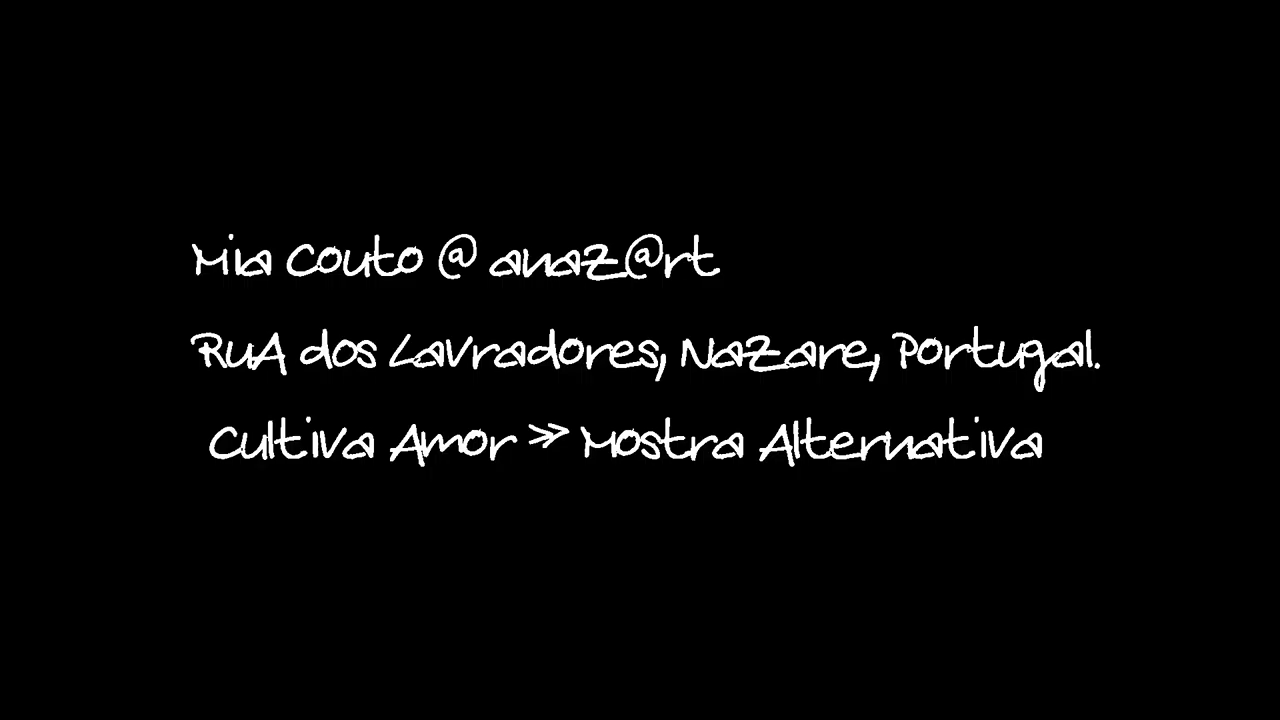 Mia Couto @ anaz@rt
RuA dos Lavradores, Nazare, Portugal.
Cultiva Amor >> Mostra Alternativa